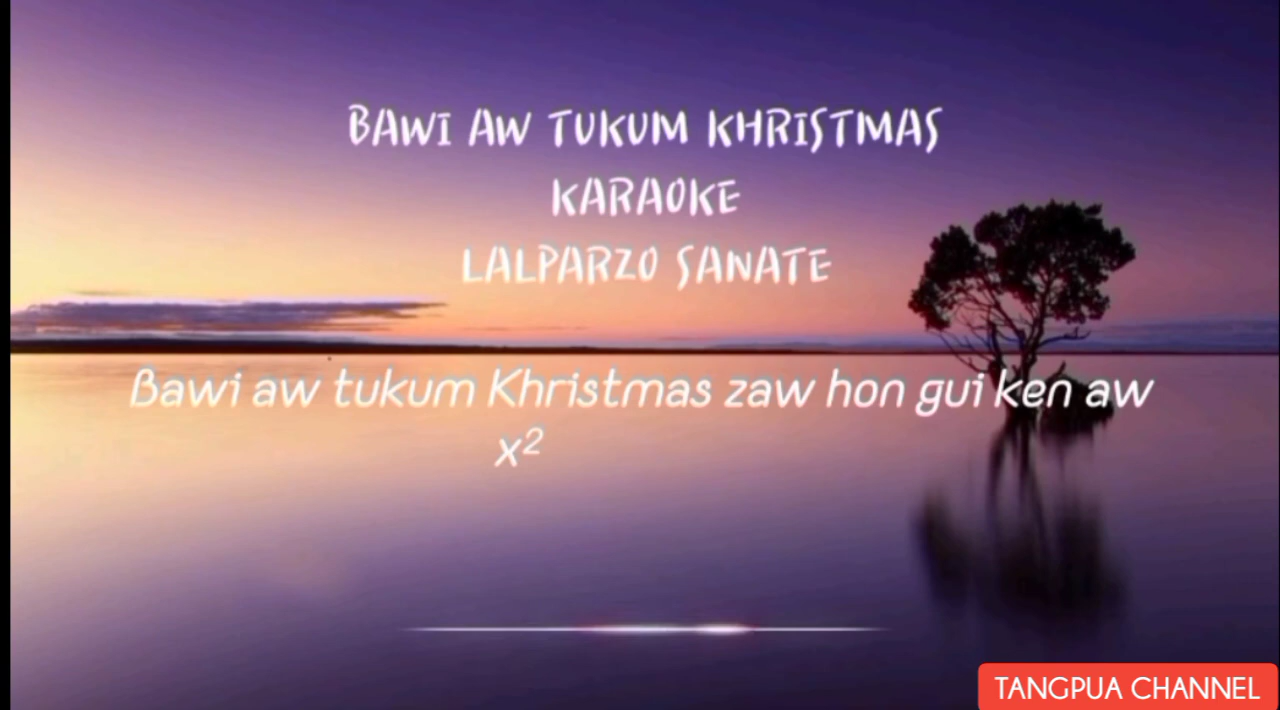 BAWI AW TUKUM KHRISTMAS
KARAOKE
LALPARZO SANATE
Bawi aw tukum Khristmas zaw hon gui ken aw
x²
TANGPUA CHANNEL